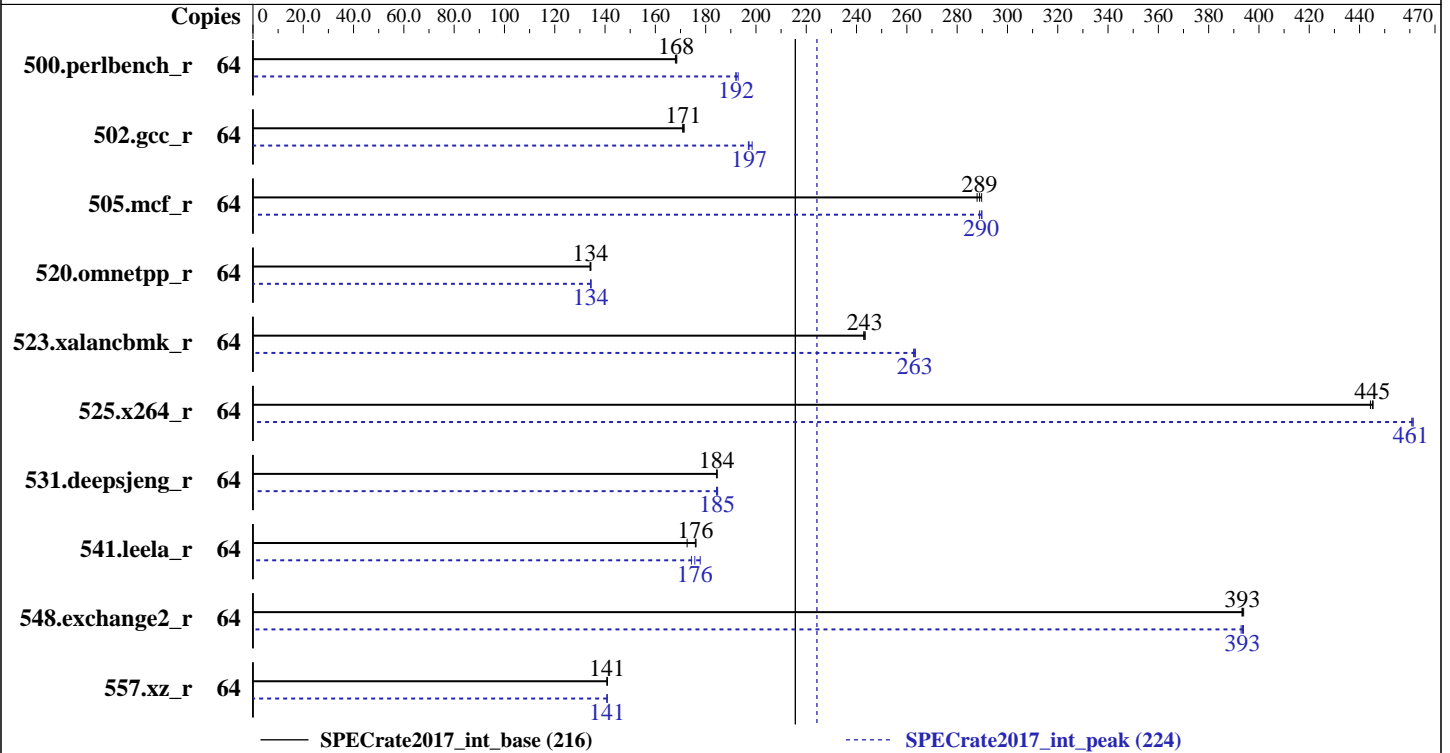 Copies 0 20.0 40.0 60.0 80.0 100 120 140 160 180 200 220 240 260 280 300 320 340 360 380 400 420 440 470
168
500.perlbench_r 64
192
171
502.gcc_r 64
197
289
505.mcf_r 64
290
134
520.omnetpp_r 64
134
243
523.xalancbmk_r 64
263
445
525.x264_r 64
461
184
531.deepsjeng_r 64
185
176
541.leela_r 64
176
393
548.exchange2_r 64
393
141
557.xz_r 64
141
SPECrate2017_int_base (216) SPECrate2017_int_peak (224)